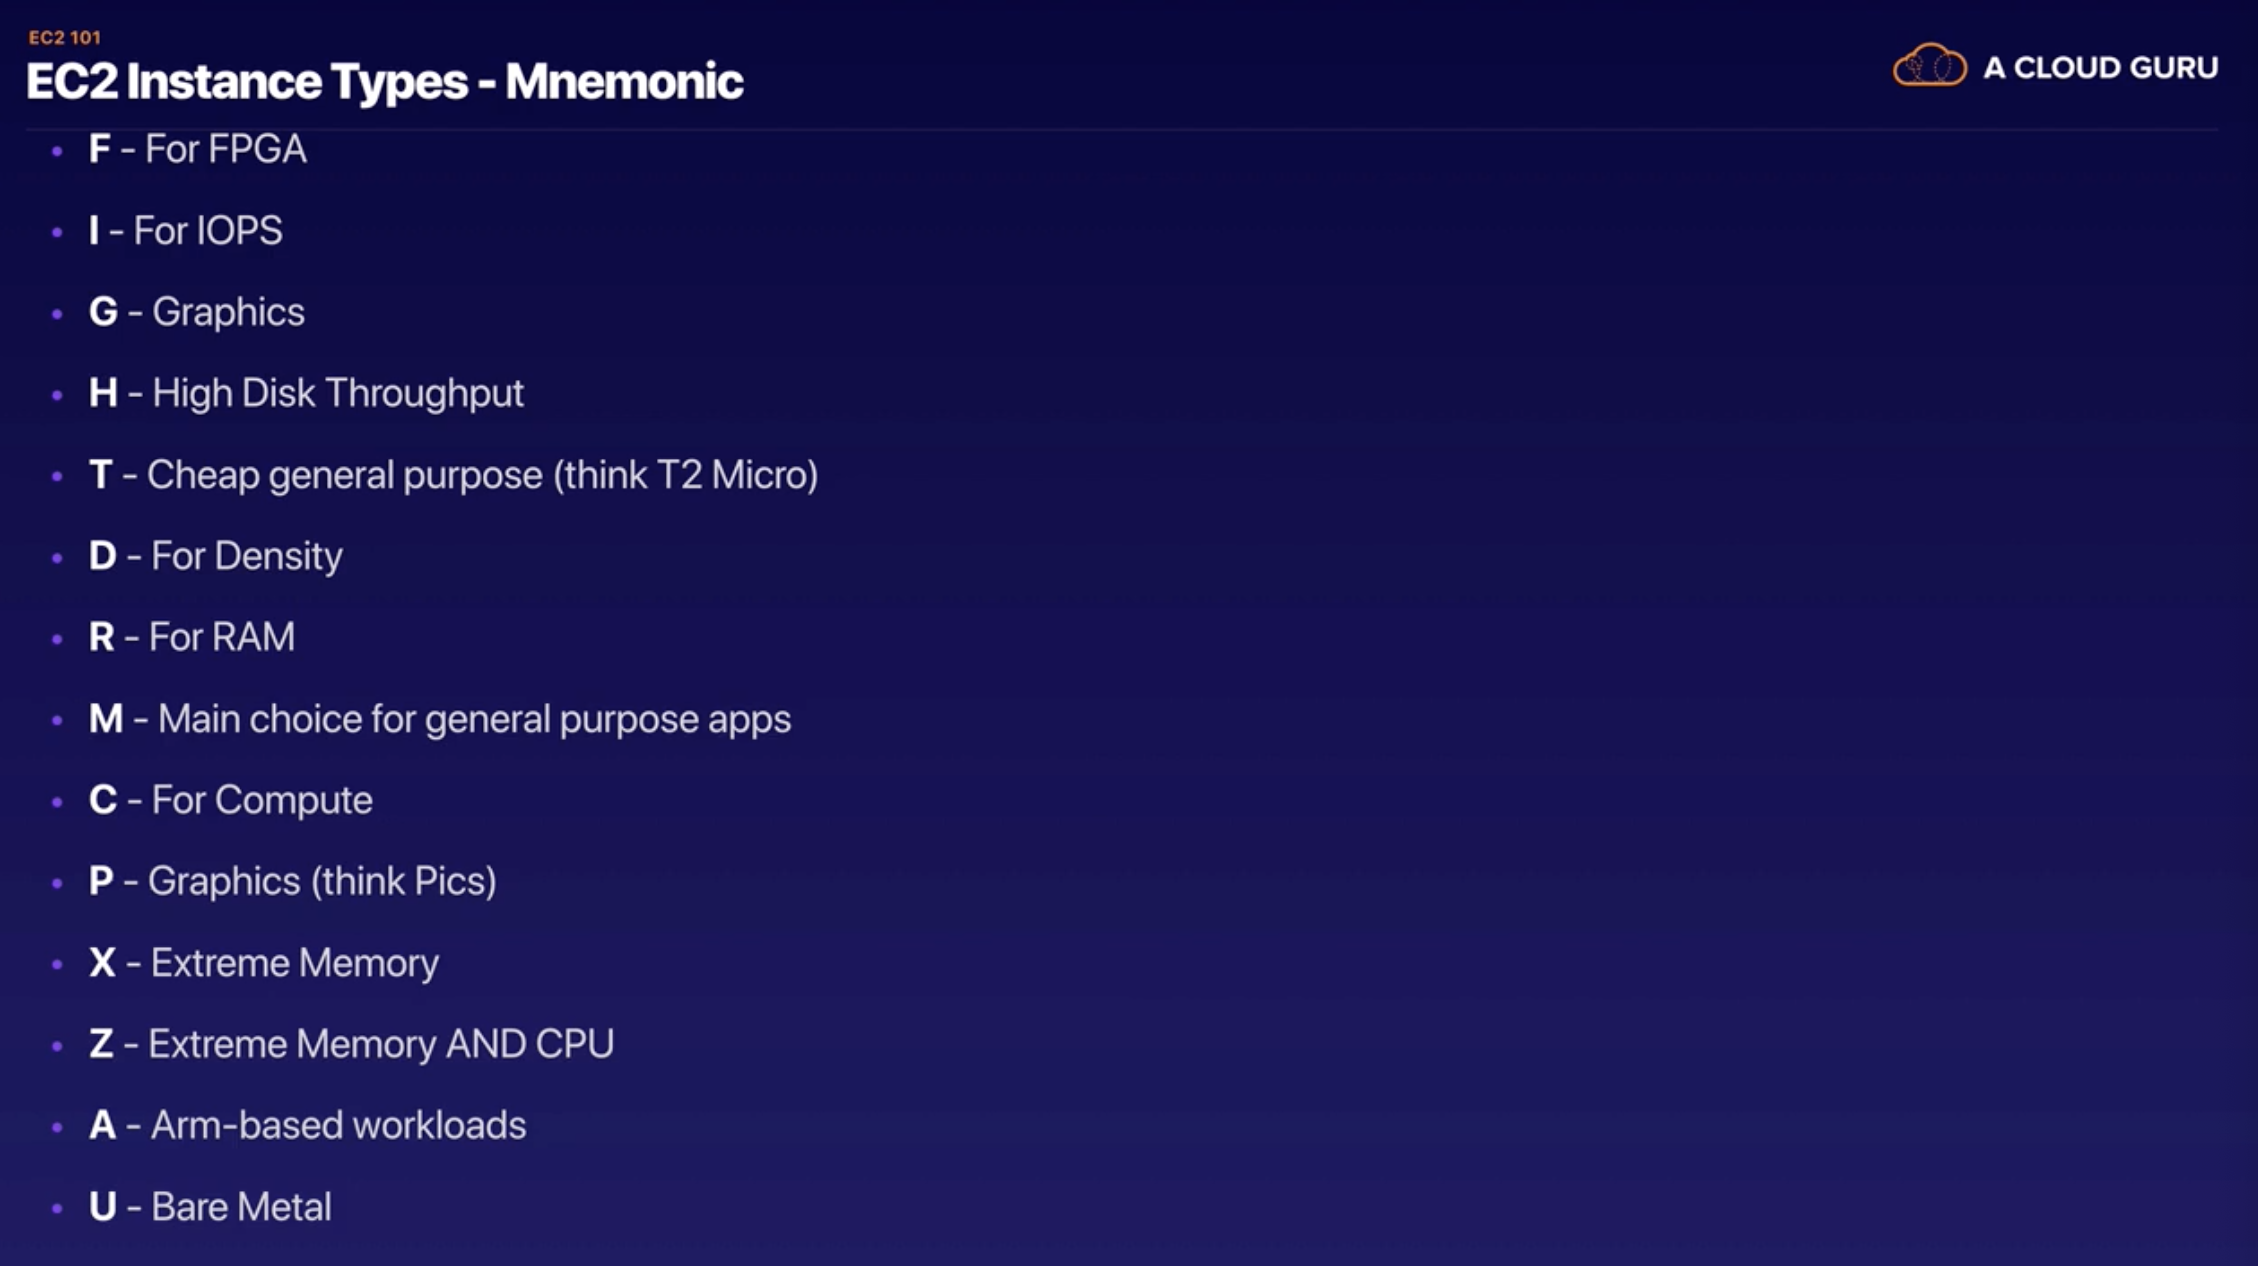 EC2 101
EC2 Instance Types - Mnemonic
A CLOUD GURU
• F - For FPGA
• I - For IOPS
• G - Graphics
• H - High Disk Throughput
• T - Cheap general purpose (think T2 Micro)
• D - For Density
• R - For RAM
• M - Main choice for general purpose apps
• C - For Compute
• P - Graphics (think Pics)
• X - Extreme Memory
• Z - Extreme Memory AND CPU
• A - Arm-based workloads
• U - Bare Metal